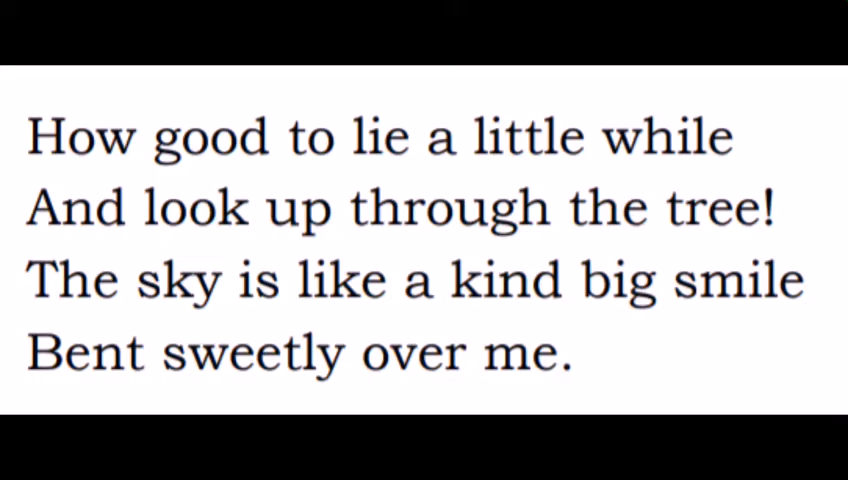 How good to lie a little while
And look up through the tree!
The sky is like a kind big smile
Bent sweetly over me.